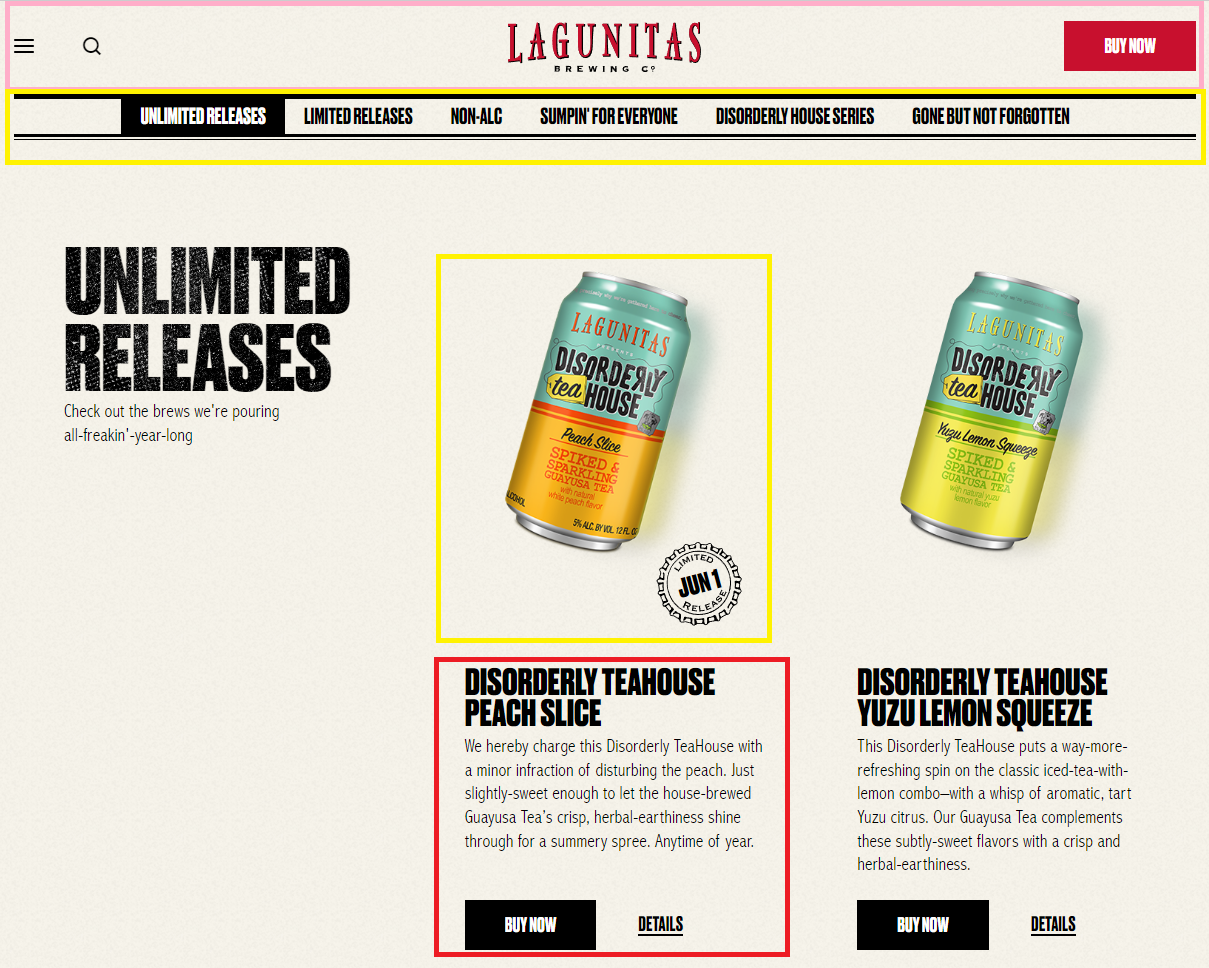 LAGUNITAS
BREWING Co
BUY NOW
UNLIMITED RELEASES
LIMITED RELEASES
NON-ALC
SUMPIN' FOR EVERYONE
DISORDERLY HOUSE SERIES
GONE BUT NOT FORGOTTEN
UNLIMITED
RELEASES
Check out the brews we're pouring
all-freakin'-year-long
LAGUNITAS
PRESENTS
DISORDERLY
tea HOUSE
Peach Slice
SPIKED &
SPARKLING
GUAYUSA TEA
with natural
white peach flavor
ALCOHOL
5% ALC. BY VOL. 12 FL. OZ
LIMITED
JUN 1
RELEASE
DISORDERLY TEAHOUSE
PEACH SLICE
We hereby charge this Disorderly TeaHouse with
a minor infraction of disturbing the peach. Just
slightly-sweet enough to let the house-brewed
Guayusa Tea's crisp, herbal-earthiness shine
through for a summery spree. Anytime of year.
BUY NOW
DETAILS
LAGUNITAS
PRESENTS
DISORDERLY
tea HOUSE
Yuzu Lemon Squeeze
SPIKED &
SPARKLING
GUAYUSA TEA
with natural yuzu
lemon flavor
DISORDERLY TEAHOUSE
YUZU LEMON SQUEEZE
This Disorderly TeaHouse puts a way-more-
refreshing spin on the classic iced-tea-with-
lemon combo—with a whisp of aromatic, tart
Yuzu citrus. Our Guayusa Tea complements
these subtly-sweet flavors with a crisp and
herbal-earthiness.
BUY NOW
DETAILS